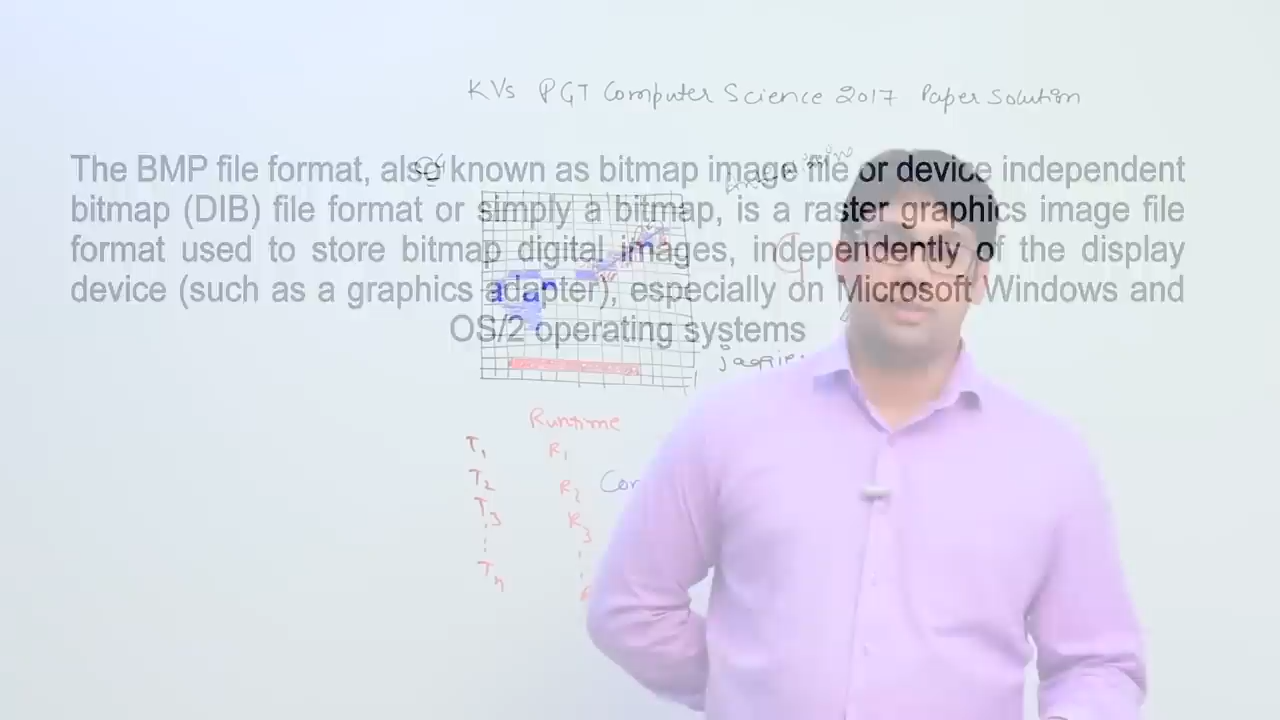 KVs PGT Computer Science 2017 Paper Solution
The BMP file format, also known as bitmap image file or device independent
bitmap (DIB) file format or simply a bitmap, is a raster graphics image file
format used to store bitmap digital images, independently of the display
device (such as a graphics adapter), especially on Microsoft Windows and
OS/2 operating systems
Runtime
T1 R1
T2 R2
T3 R3
Tn